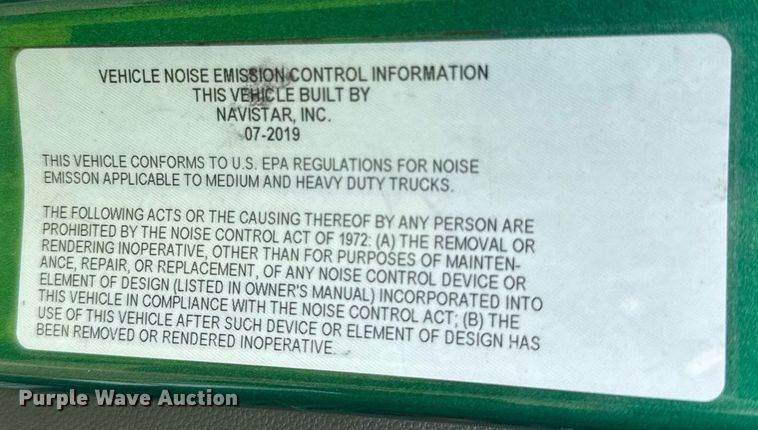 VEHICLE NOISE EMISSION CONTROL INFORMATION
THIS VEHICLE BUILT BY
NAVISTAR, INC.
07-2019
THIS VEHICLE CONFORMS TO U.S. EPA REGULATIONS FOR NOISE
EMISSON APPLICABLE TO MEDIUM AND HEAVY DUTY TRUCKS.
THE FOLLOWING ACTS OR THE CAUSING THEREOF BY ANY PERSON ARE
PROHIBITED BY THE NOISE CONTROL ACT OF 1972: (A) THE REMOVAL OR
RENDERING INOPERATIVE, OTHER THAN FOR PURPOSES OF MAINTEN-
ANCE, REPAIR, OR REPLACEMENT, OF ANY NOISE CONTROL DEVICE OR
ELEMENT OF DESIGN (LISTED IN OWNER'S MANUAL) INCORPORATED INTO
THIS VEHICLE IN COMPLIANCE WITH THE NOISE CONTROL ACT; (B) THE
USE OF THIS VEHICLE AFTER SUCH DEVICE OR ELEMENT OF DESIGN HAS
BEEN REMOVED OR RENDERED INOPERATIVE.
Purple Wave Auction